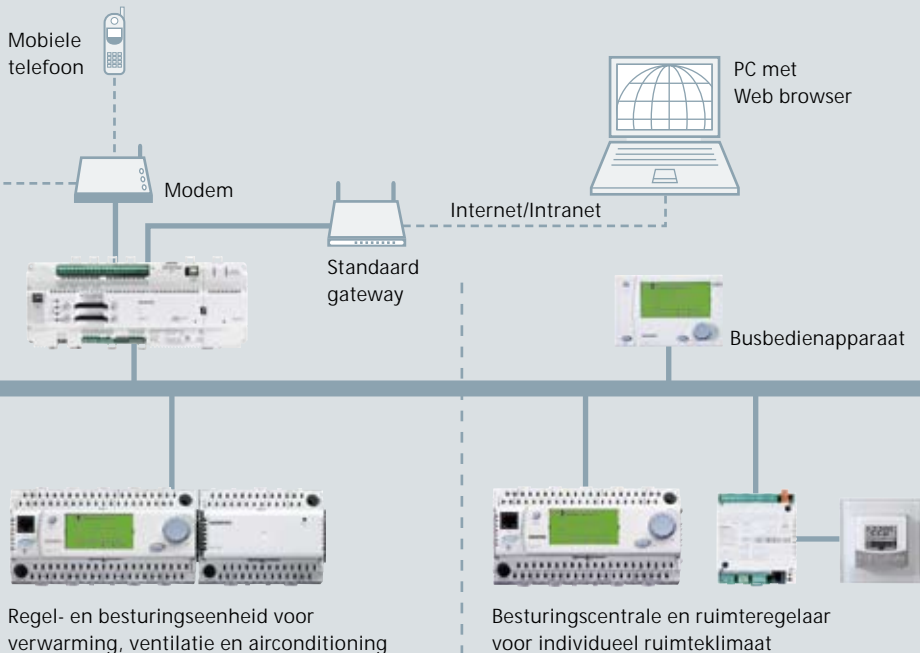 Mobiele
telefoon
PC met
Web browser
Modem
Internet/Intranet
Standaard
gateway
Busbedienapparaat
Regel- en besturingseenheid voor
verwarming, ventilatie en airconditioning
Besturingscentrale en ruimteregelaar
voor individueel ruimteklimaat